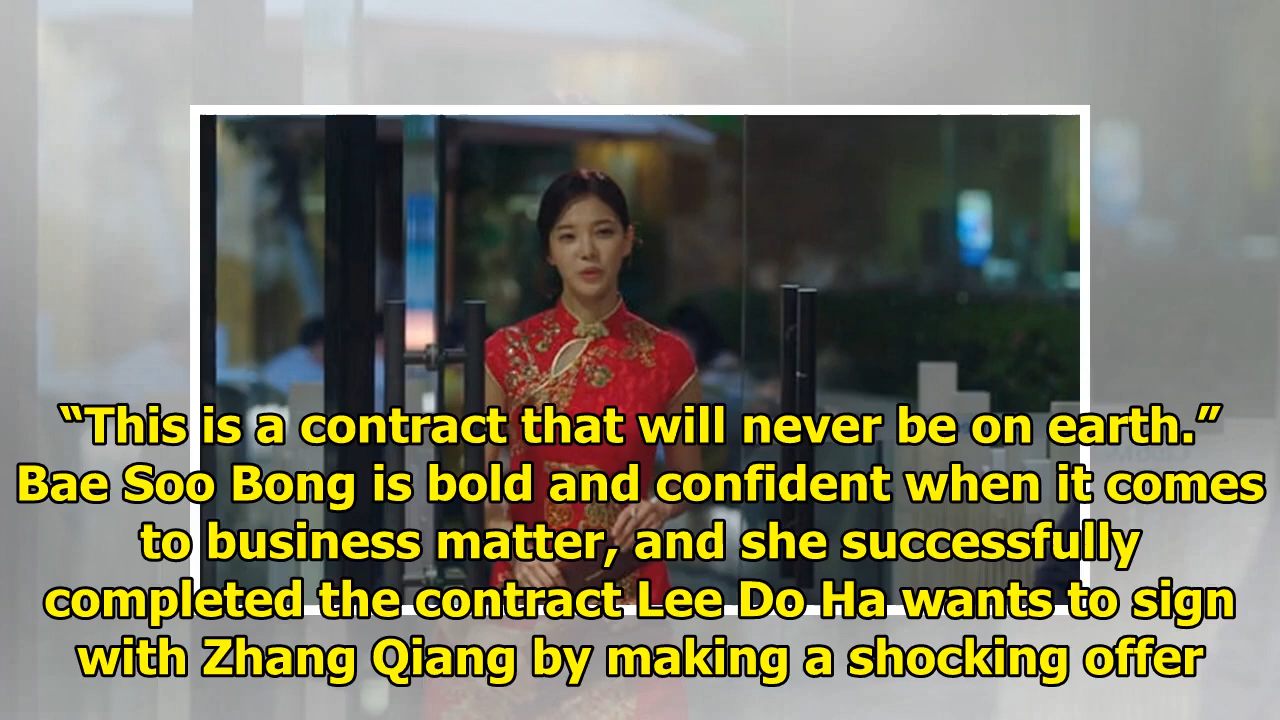 “This is a contract that will never be on earth.”
Bae Soo Bong is bold and confident when it comes
to business matter, and she successfully
completed the contract Lee Do Ha wants to sign
with Zhang Qiang by making a shocking offer